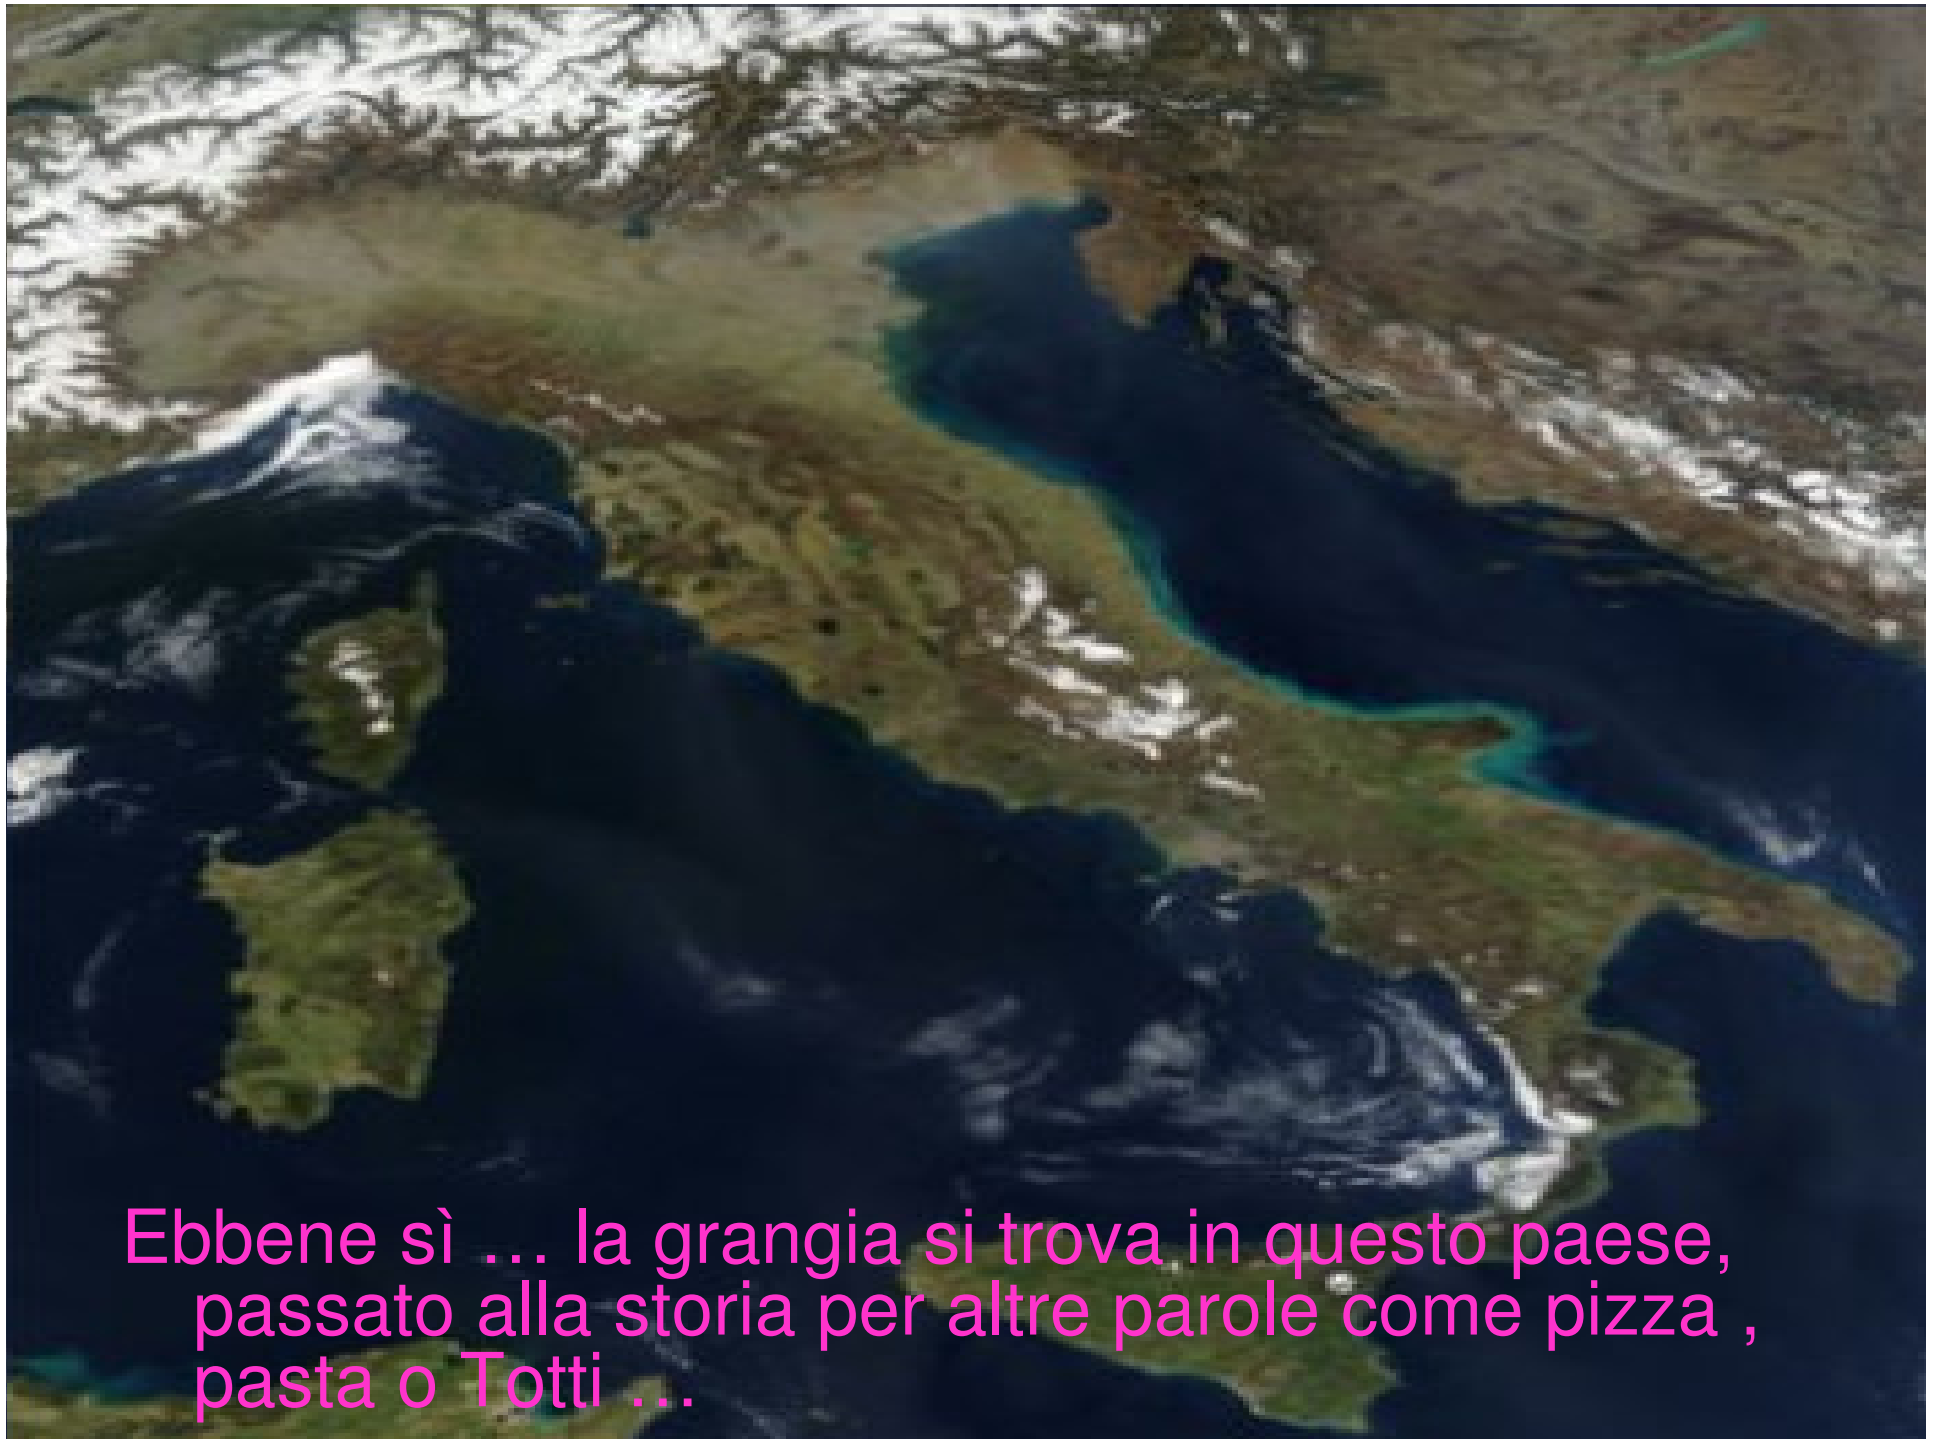 Ebbene sì ... la grangia si trova in questo paese,
passato alla storia per altre parole come pizza ,
pasta o Totti ...